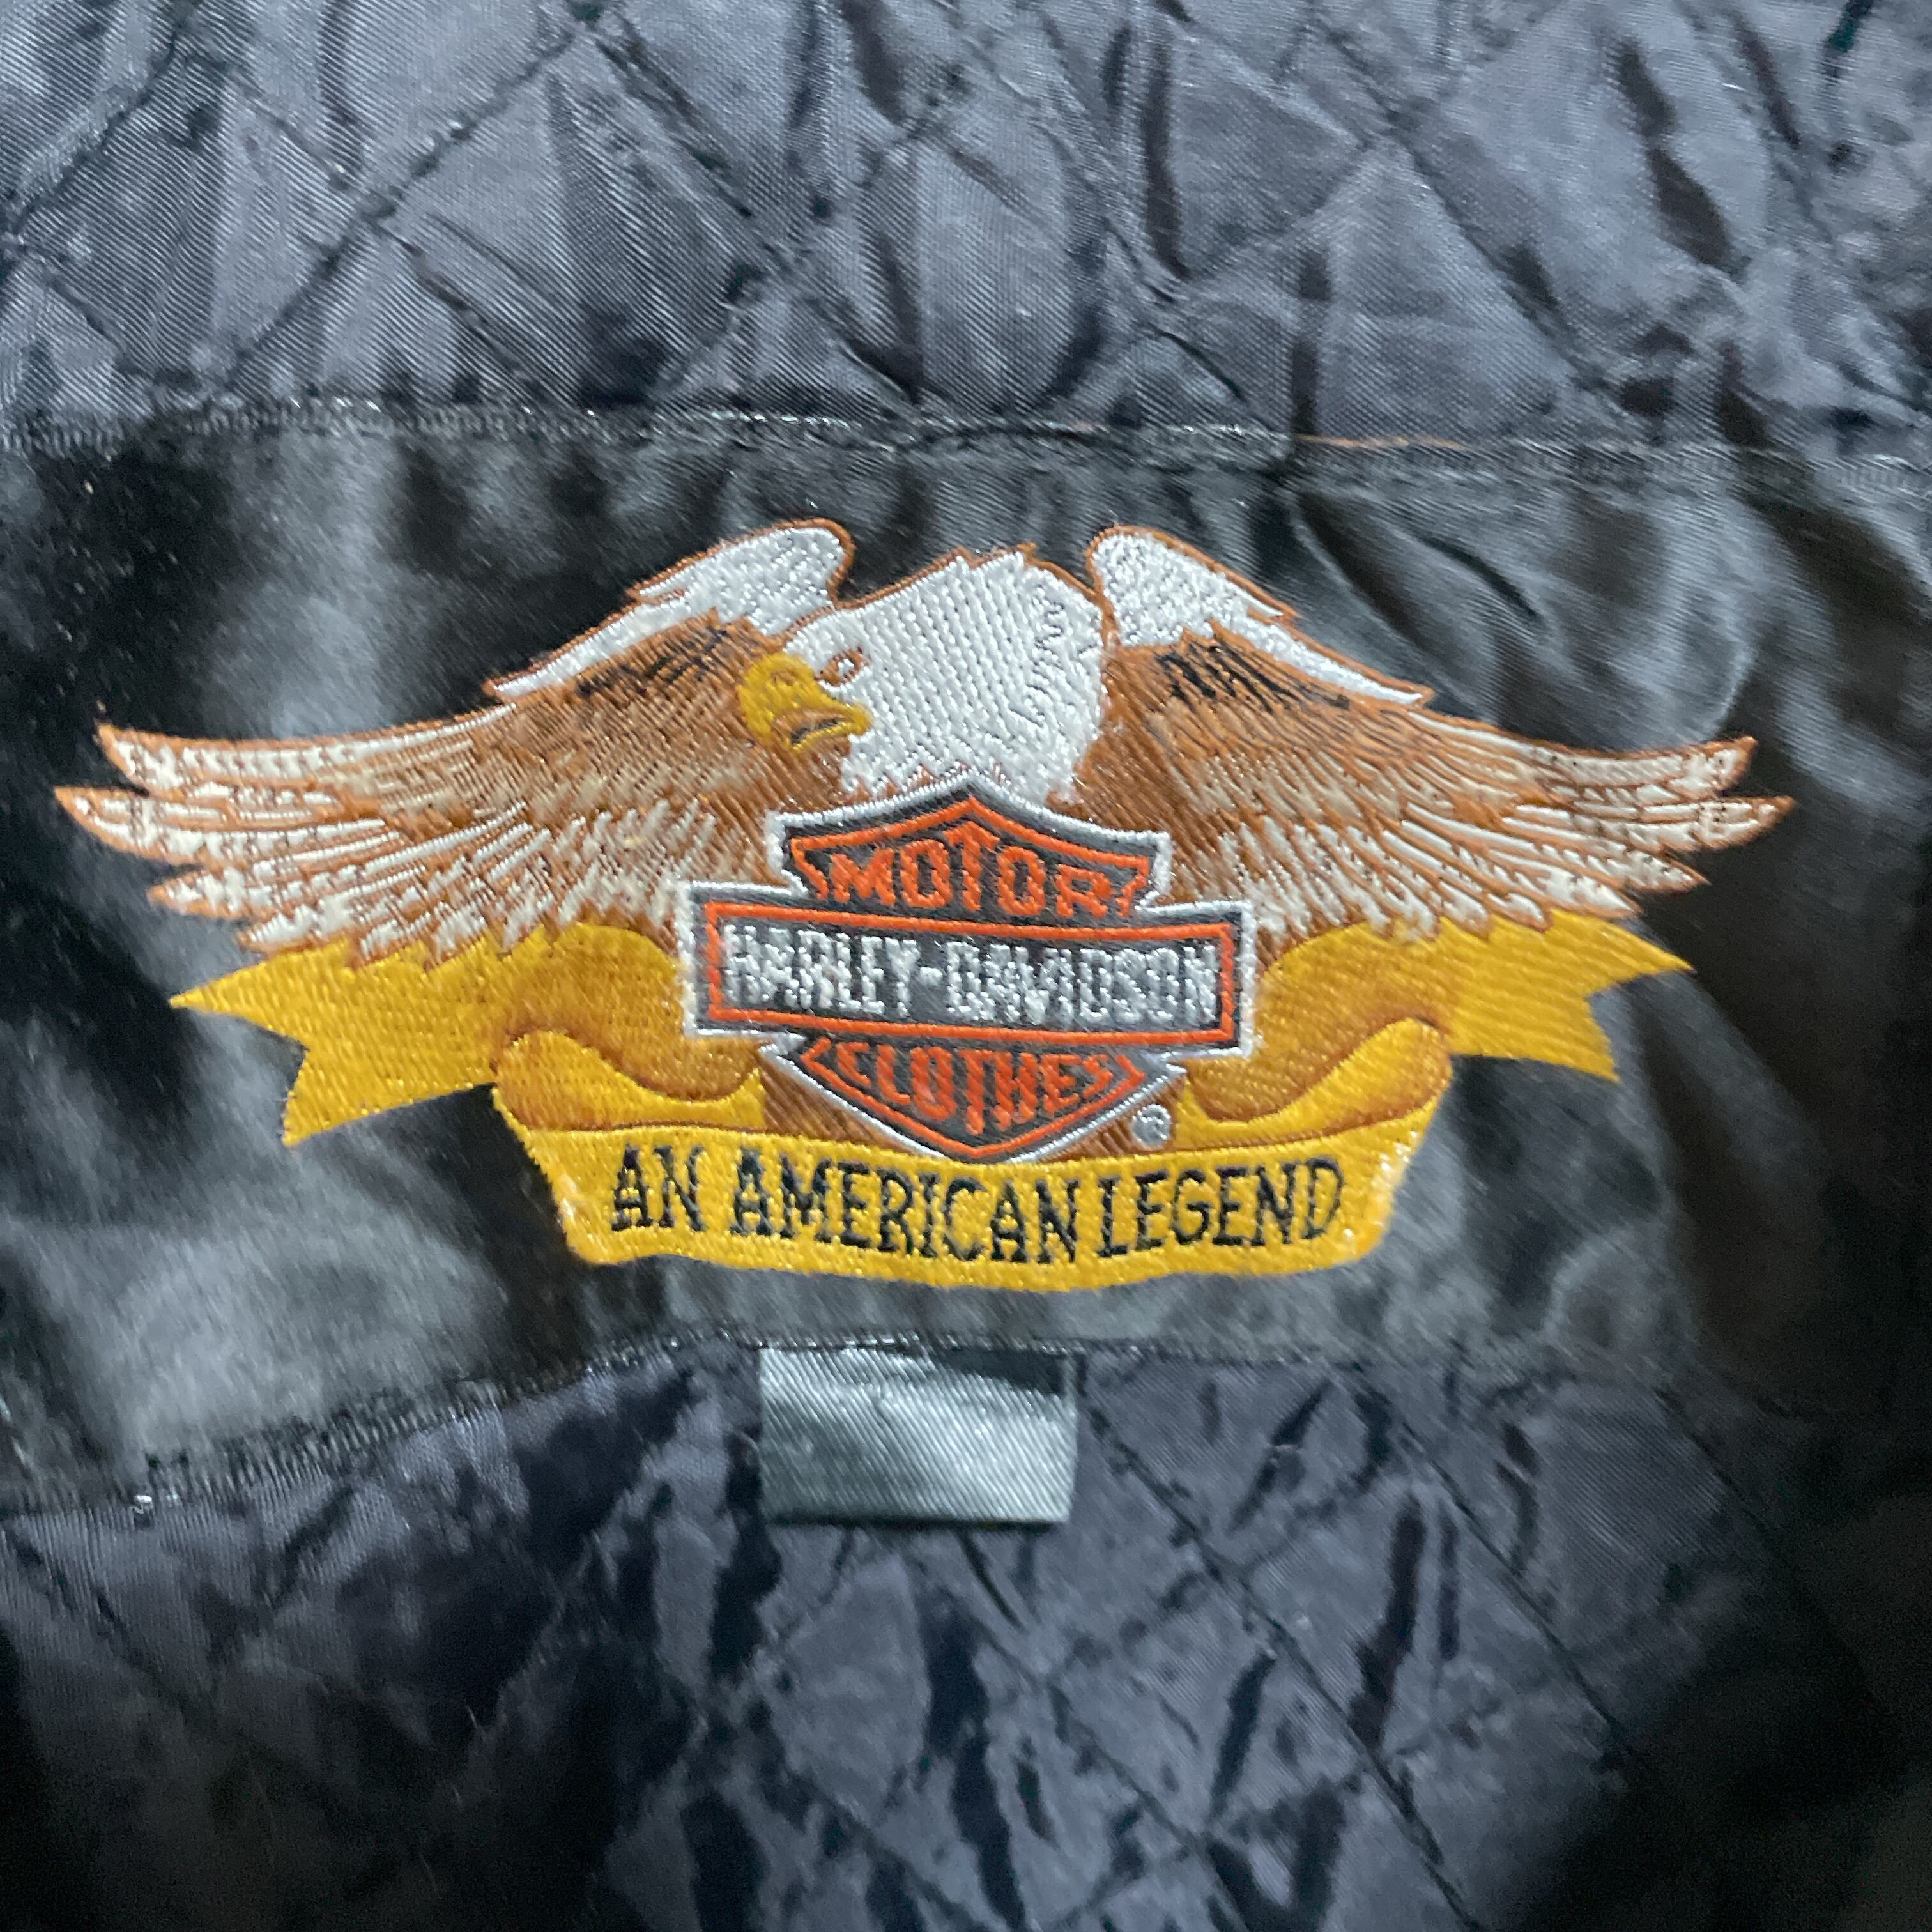 MOTOR
HARLEY-DAVIDSON
CLOTHES
®
AN AMERICAN LEGEND